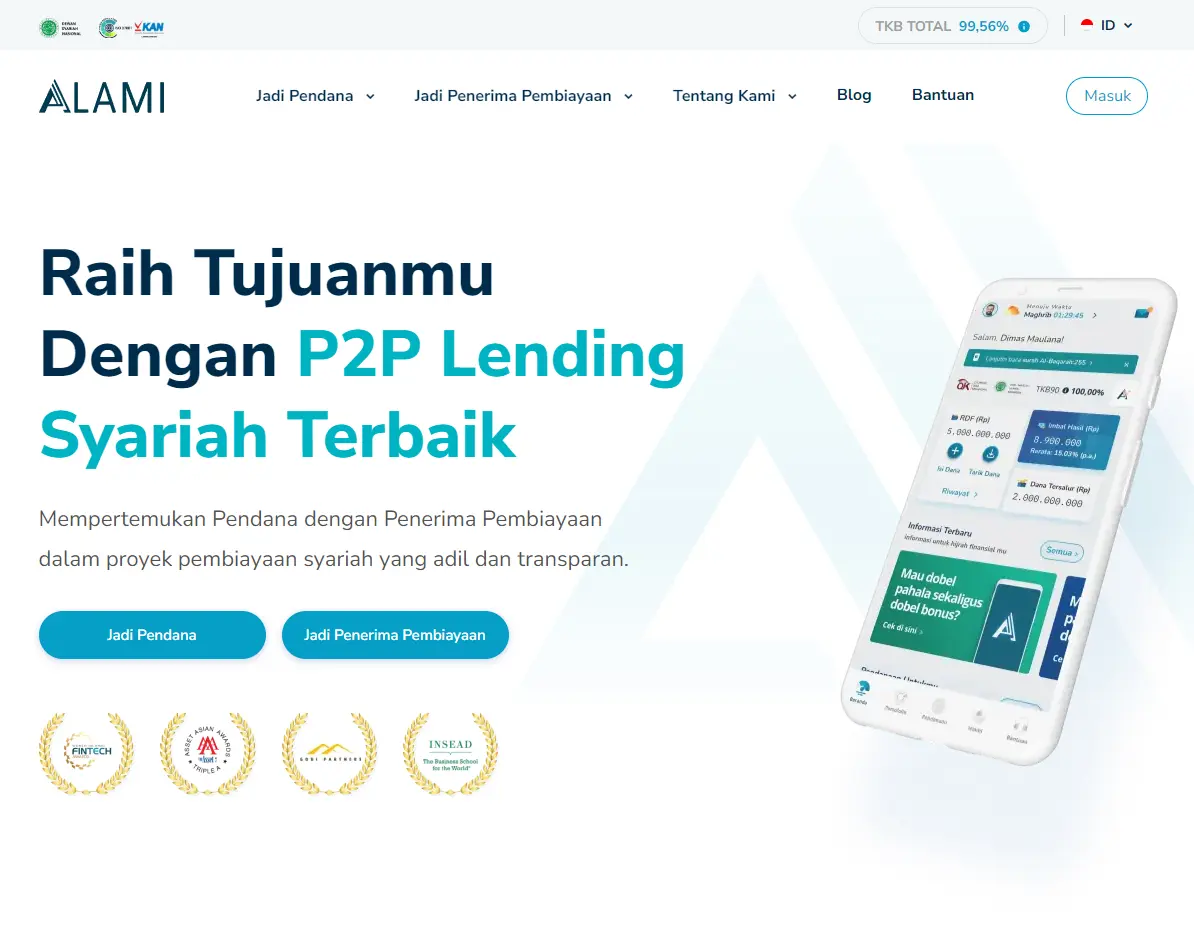 DEWAN
SYARIAH
NASIONAL
KAN
TKB TOTAL 99,56%
ID
ALAMI
Jadi Pendana
Jadi Penerima Pembiayaan
Tentang Kami
Blog
Bantuan
Masuk
Raih Tujuanmu
Dengan P2P Lending
Syariah Terbaik
Mempertemukan Pendana dengan Penerima Pembiayaan
dalam proyek pembiayaan syariah yang adil dan transparan.
Jadi Pendana
Jadi Penerima Pembiayaan
FINTECH
ASSET ASIAN AWARDS
TRIPLE A
GOBI PARTNERS
INSEAD
The Business School
for the World®
Menuju Waktu
Maghrib 01:29:45
Salam, Dimas Maulana!
Lanjutin baca surah Al-Baqarah:255
TKB90 100,00%
RDF (Rp)
5.000.000.000
Isi Dana
Tarik Dana
Riwayat
Imbal Hasil (Rp)
8.900.000
Rerata: 15.03% (p.a.)
Dana Tersalur (Rp)
2.000.000.000
Informasi Terbaru
Informasi untuk hijrah finansial mu
Semua
Mau dobel
pahala sekaligus
dobel bonus?
Cek di sini
Pendanaan Untukmu
Beranda
Portofolio
Bantuan